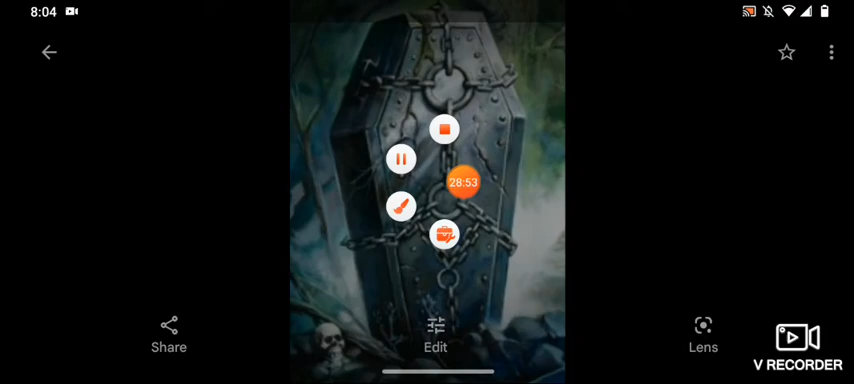 8:04
28:53
Share
Edit
Lens
V RECORDER